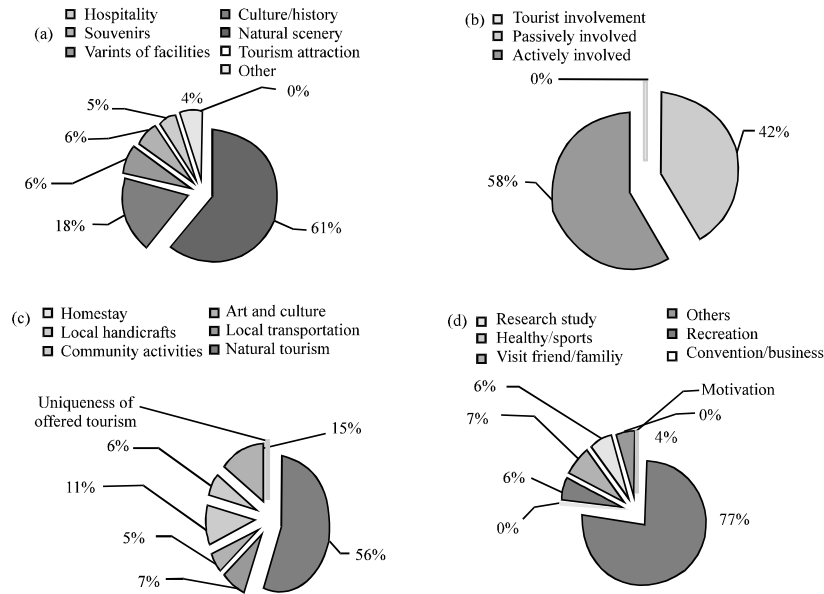 (a)
Hospitality
Culture/history
Souvenirs
Natural scenery
Varints of facilities
Tourism attraction
Other
5%
4%
0%
6%
6%
18%
61%
(b)
Tourist involvement
Passively involved
Actively involved
0%
42%
58%
(c)
Homestay
Art and culture
Local handicrafts
Local transportation
Community activities
Natural tourism
Uniqueness of
offered tourism
15%
6%
11%
5%
7%
56%
(d)
Research study
Others
Healthy/sports
Recreation
Visit friend/familiy
Convention/business
Motivation
6%
0%
7%
4%
6%
0%
77%